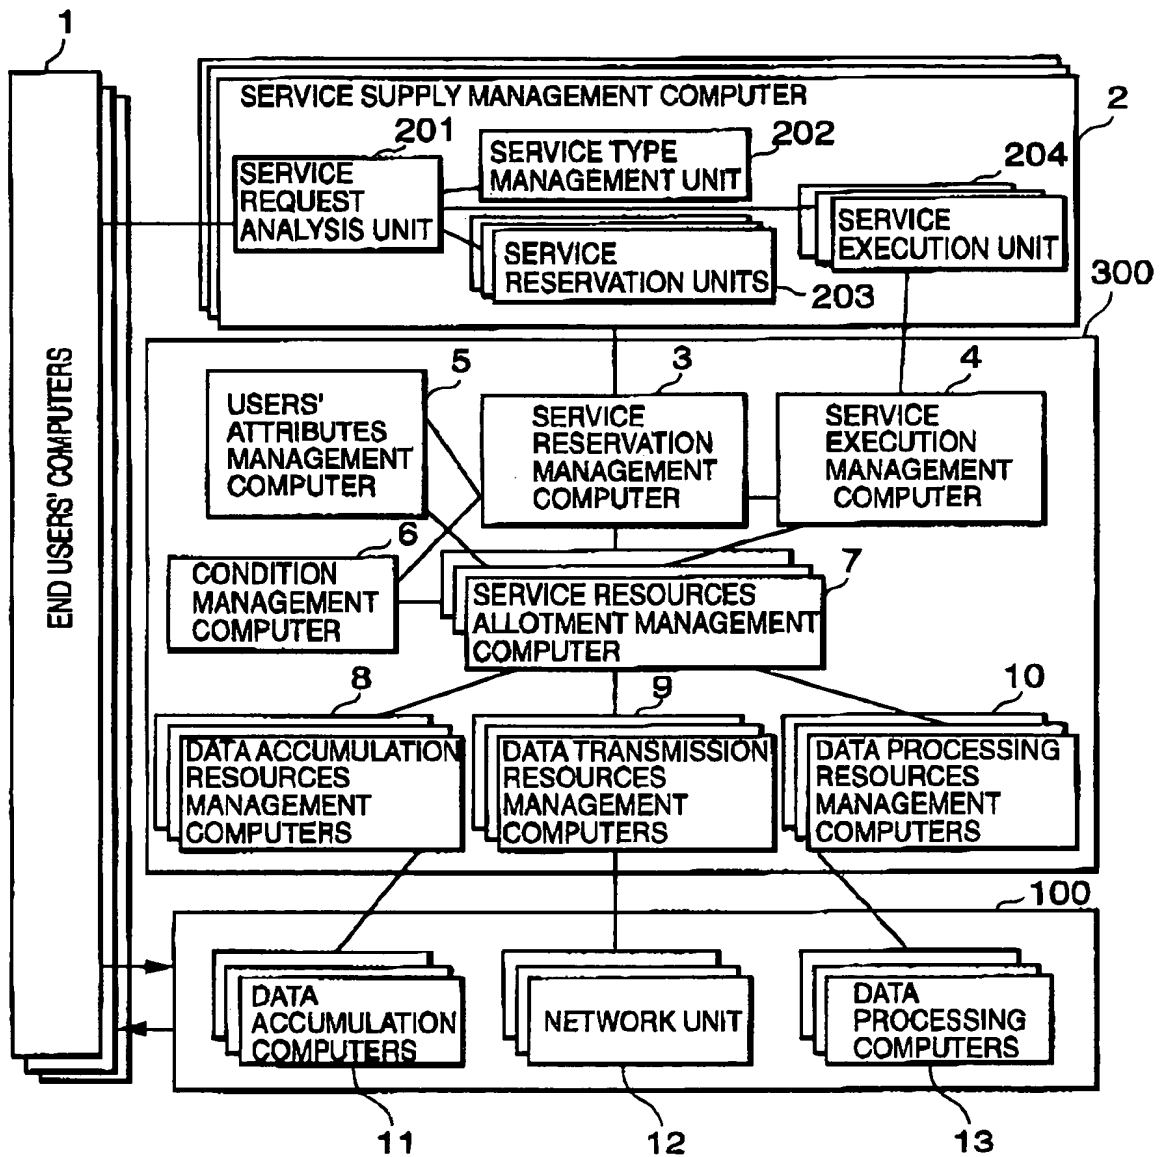 1
SERVICE SUPPLY MANAGEMENT COMPUTER
2
201
SERVICE
REQUEST
ANALYSIS UNIT
202
SERVICE TYPE
MANAGEMENT UNIT
204
SERVICE
EXECUTION UNIT
SERVICE
RESERVATION UNITS
203
300
END USERS' COMPUTERS
5
USERS'
ATTRIBUTES
MANAGEMENT
COMPUTER
3
SERVICE
RESERVATION
MANAGEMENT
COMPUTER
4
SERVICE
EXECUTION
MANAGEMENT
COMPUTER
6
CONDITION
MANAGEMENT
COMPUTER
7
SERVICE RESOURCES
ALLOTMENT MANAGEMENT
COMPUTER
8
DATA ACCUMULATION
RESOURCES
MANAGEMENT
COMPUTERS
9
DATA TRANSMISSION
RESOURCES
MANAGEMENT
COMPUTERS
10
DATA PROCESSING
RESOURCES
MANAGEMENT
COMPUTERS
100
DATA
ACCUMULATION
COMPUTERS
NETWORK UNIT
DATA
PROCESSING
COMPUTERS
11
12
13